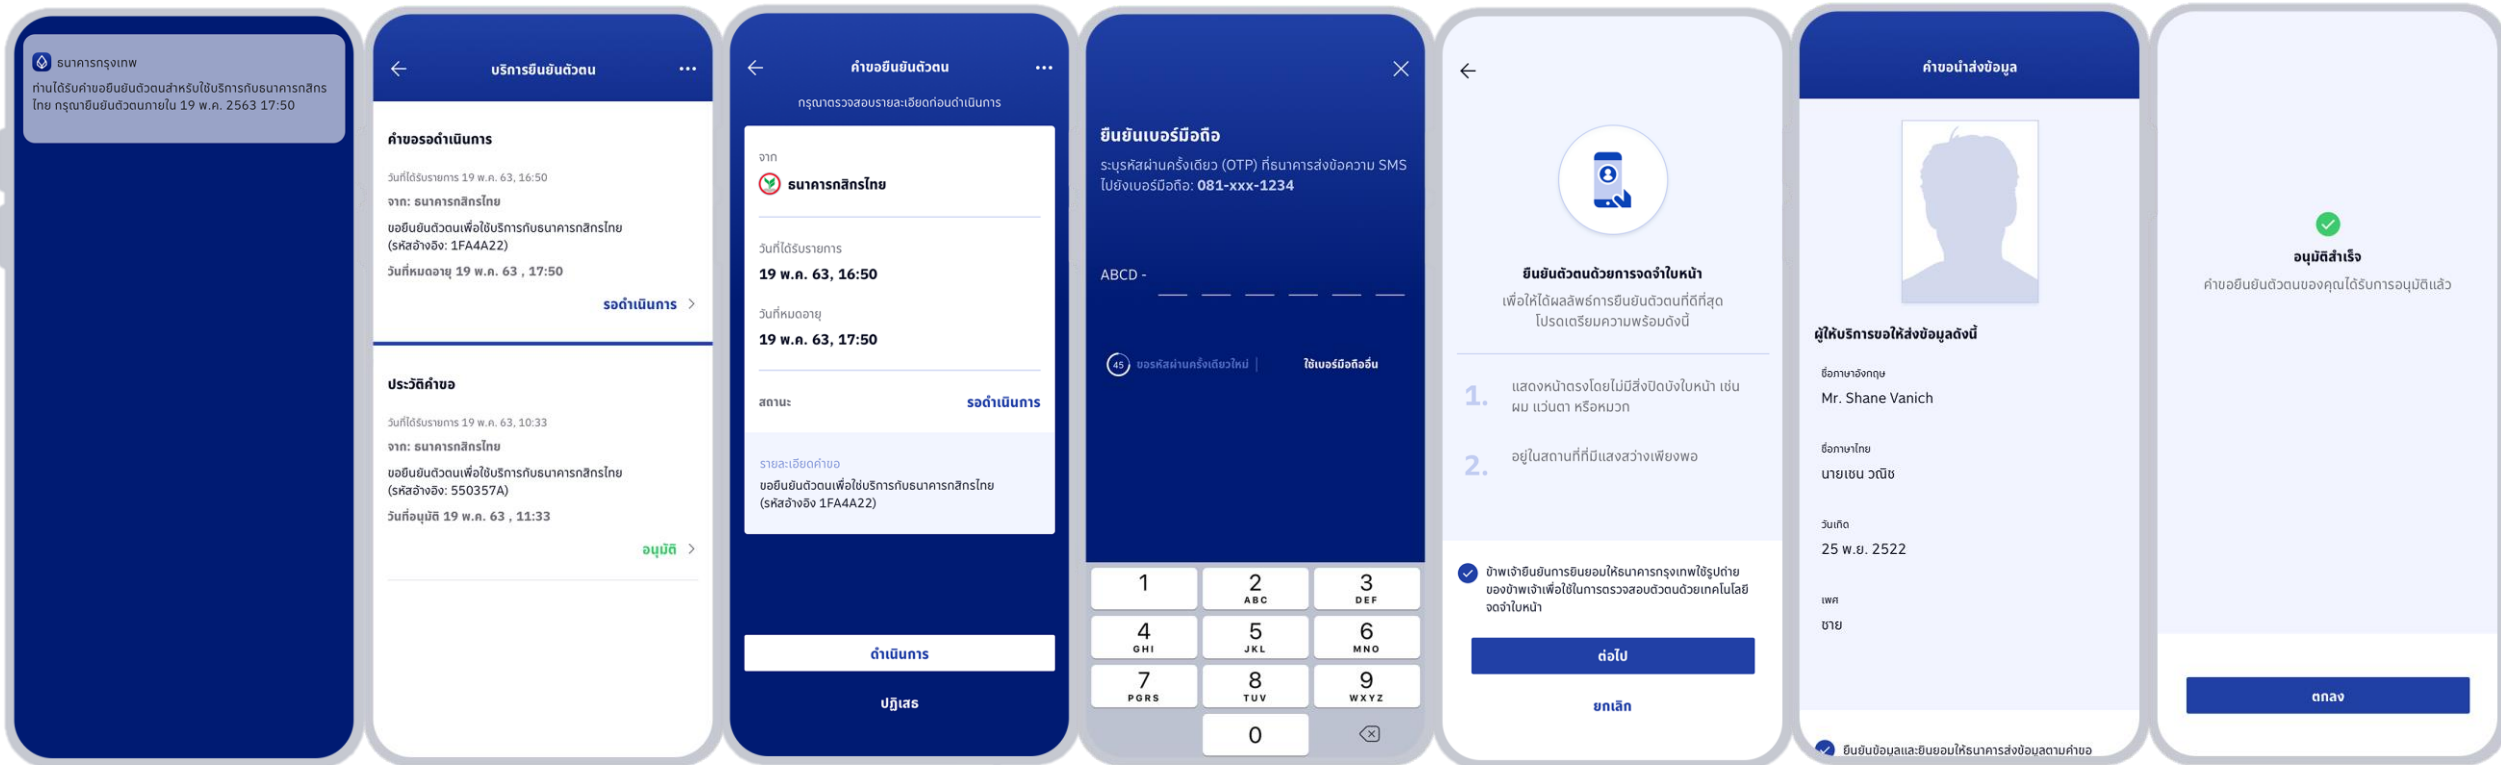 ธนาคารกรุงเทพ
ท่านได้รับคำขอยืนยันตัวตนสำหรับใช้บริการกับธนาคารกสิกร
ไทย กรุณายืนยันตัวตนภายใน 19 พ.ค. 2563 17:50
บริการยืนยันตัวตน
คำขอรอดำเนินการ
วันที่ได้รับรายการ 19 พ.ค. 63, 16:50
จาก: ธนาคารกสิกรไทย
ขอยืนยันตัวตนเพื่อใช้บริการกับธนาคารกสิกรไทย
(รหัสอ้างอิง: 1FA4A22)
วันที่หมดอายุ 19 พ.ค. 63 , 17:50
รอดำเนินการ
ประวัติคำขอ
วันที่ได้รับรายการ 19 พ.ค. 63, 10:33
จาก: ธนาคารกสิกรไทย
ขอยืนยันตัวตนเพื่อใช้บริการกับธนาคารกสิกรไทย
(รหัสอ้างอิง: 550357A)
วันที่อนุมัติ 19 พ.ค. 63 , 11:33
อนุมัติ
คำขอยืนยันตัวตน
กรุณาตรวจสอบรายละเอียดก่อนดำเนินการ
จาก
ธนาคารกสิกรไทย
วันที่ได้รับรายการ
19 พ.ค. 63, 16:50
วันที่หมดอายุ
19 พ.ค. 63, 17:50
สถานะ รอดำเนินการ
รายละเอียดคำขอ
ขอยืนยันตัวตนเพื่อใช้บริการกับธนาคารกสิกรไทย
(รหัสอ้างอิง 1FA4A22)
ดำเนินการ
ปฏิเสธ
ยืนยันเบอร์มือถือ
ระบุรหัสผ่านครั้งเดียว (OTP) ที่ธนาคารส่งข้อความ SMS
ไปยังเบอร์มือถือ: 081-xxx-1234
ABCD -
45 ขอรหัสผ่านครั้งเดียวใหม่ | ใช้เบอร์มือถืออื่น
1 2 3
ABC DEF
4 5 6
GHI JKL MNO
7 8 9
PGRS TUV WXYZ
0
ยืนยันตัวตนด้วยการจดจำใบหน้า
เพื่อให้ได้ผลลัพธ์การยืนยันตัวตนที่ดีที่สุด
โปรดเตรียมความพร้อมดังนี้
1. แสดงหน้าตรงโดยไม่มีสิ่งปิดบังใบหน้า เช่น
ผม แว่นตา หรือหมวก
2. อยู่ในสถานที่ที่มีแสงสว่างเพียงพอ
ข้าพเจ้ายืนยันการยินยอมให้ธนาคารกรุงเทพใช้รูปถ่าย
ของข้าพเจ้าเพื่อใช้ในการตรวจสอบตัวตนด้วยเทคโนโลยี
จดจำใบหน้า
ต่อไป
ยกเลิก
คำขอนำส่งข้อมูล
ผู้ให้บริการขอให้ส่งข้อมูลดังนี้
ชื่อภาษาอังกฤษ
Mr. Shane Vanich
ชื่อภาษาไทย
นายเชน วณิช
วันเกิด
25 พ.ย. 2522
เพศ
ชาย
ยืนยันข้อมูลและยินยอมให้ธนาคารส่งข้อมูลตามคำขอ
อนุมัติสำเร็จ
คำขอยืนยันตัวตนของคุณได้รับการอนุมัติแล้ว
ตกลง